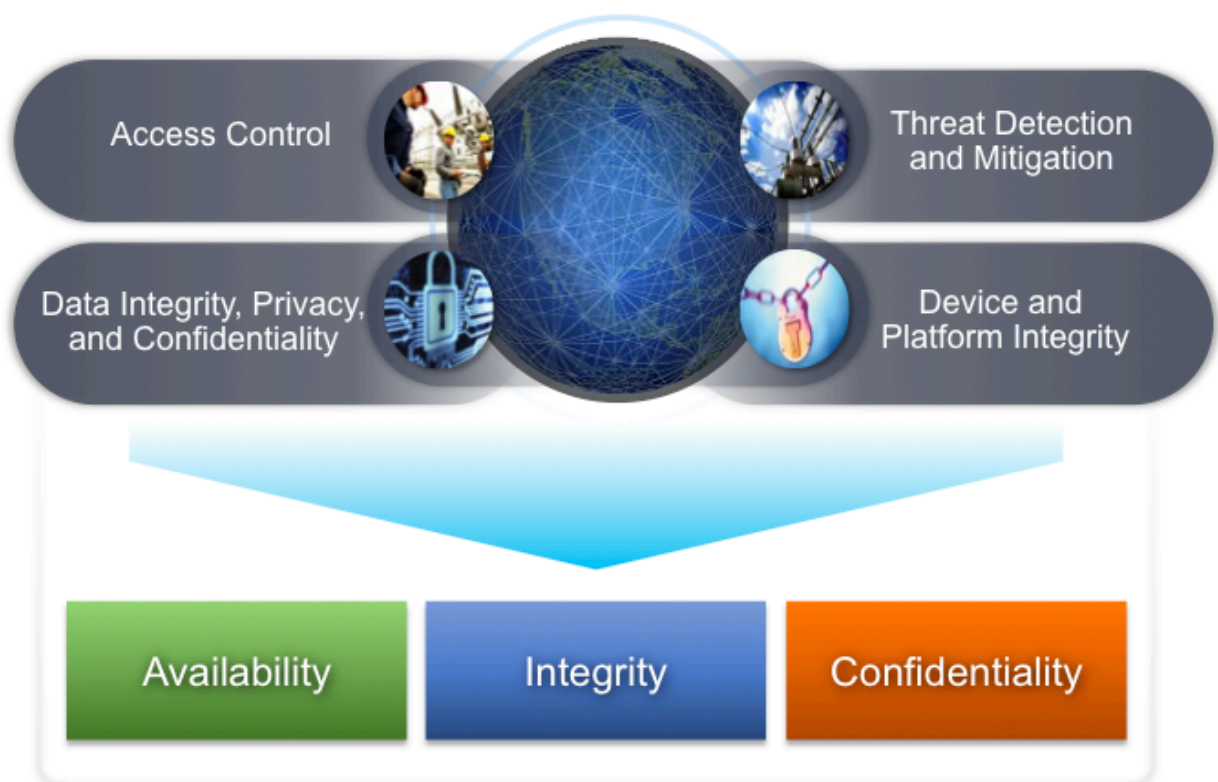 Access Control
Threat Detection
and Mitigation
Data Integrity, Privacy,
and Confidentiality
Device and
Platform Integrity
Availability
Integrity
Confidentiality